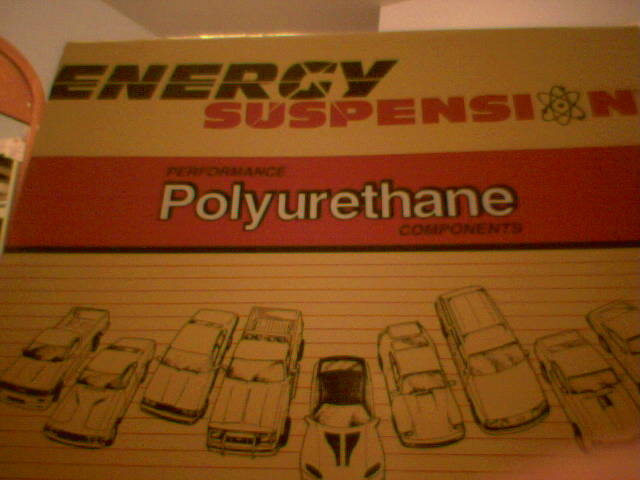 ENERGY
SUSPENSION
PERFORMANCE
Polyurethane
COMPONENTS